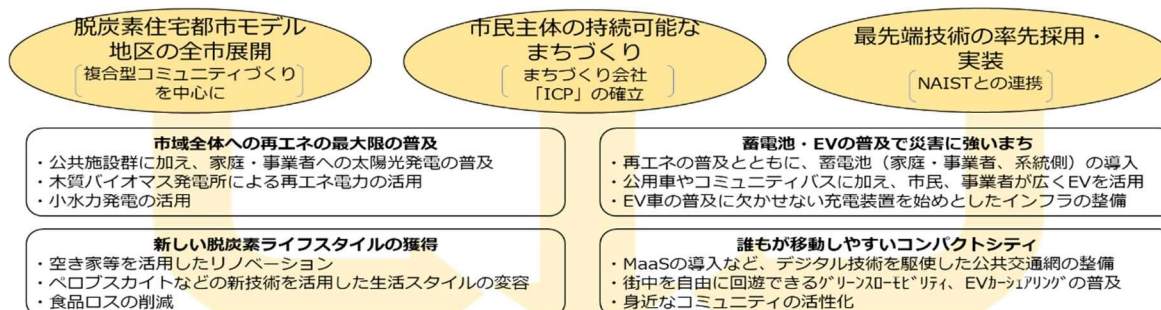 脱炭素住宅都市モデル
地区の全市展開
複合型コミュニティづくり
を中心に
市民主体の持続可能な
まちづくり
まちづくり会社
「ICP」の確立
最先端技術の率先採用・
実装
NAISTとの連携
市域全体への再エネの最大限の普及
・公共施設群に加え、家庭・事業者への太陽光発電の普及
・木質バイオマス発電所による再エネ電力の活用
・小水力発電の活用
蓄電池・EVの普及で災害に強いまち
・再エネの普及とともに、蓄電池（家庭・事業者、系統側）の導入
・公用車やコミュニティバスに加え、市民、事業者が広くEVを活用
・EV車の普及に欠かせない充電装置を始めとしたインフラの整備
新しい脱炭素ライフスタイルの獲得
・空き家等を活用したリノベーション
・ペロブスカイトなどの新技術を活用した生活スタイルの変容
・食品ロスの削減
誰もが移動しやすいコンパクトシティ
・MaaSの導入など、デジタル技術を駆使した公共交通網の整備
・街中を自由に回遊できるｸﾞﾘｰﾝｽﾛｰﾓﾋﾞﾘﾃｨ、EVｶｰｼｪｱﾘﾝｸﾞの普及
・身近なコミュニティの活性化